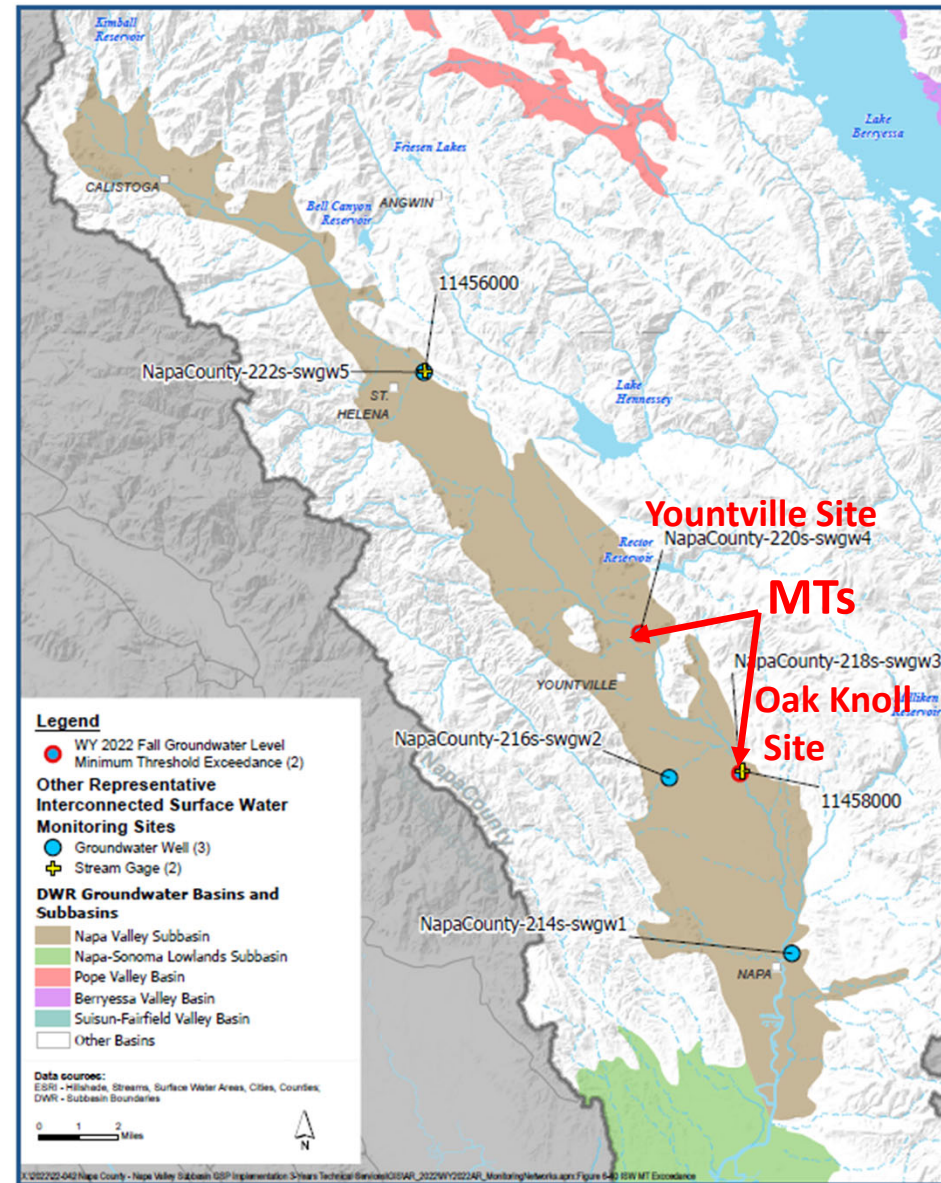 Kimball
Reservoir
Lake
Berryessa
Friesen Lakes
CALISTOGA
Bell Canyon
Reservoir
ANGWIN
11456000
NapaCounty-222s-swgw5
ST.
HELENA
Lake
Hennessey
Yountville Site
NapaCounty-220s-swgw4
Rector
Reservoir
MTs
NapaCounty-218s-swgw3
YOUNTVILLE
Oak Knoll
Site
Reservoir
NapaCounty-216s-swgw2
11458000
NapaCounty
NapaCounty-214s-swgw1
NAPA
Legend
WY 2022 Fall Groundwater Level
Minimum Threshold Exceedance (2)
Other Representative
Interconnected Surface Water
Monitoring Sites
Groundwater Well (3)
Stream Gage (2)
DWR Groundwater Basins and
Subbasins
Napa Valley Subbasin
Napa-Sonoma Lowlands Subbasin
Pope Valley Basin
Berryessa Valley Basin
Suisun-Fairfield Valley Basin
Other Basins
Data sources:
ESRI - Hillshade, Streams, Surface Water Areas, Cities, Counties;
DWR - Subbasin Boundaries
0 1 2
Miles
N